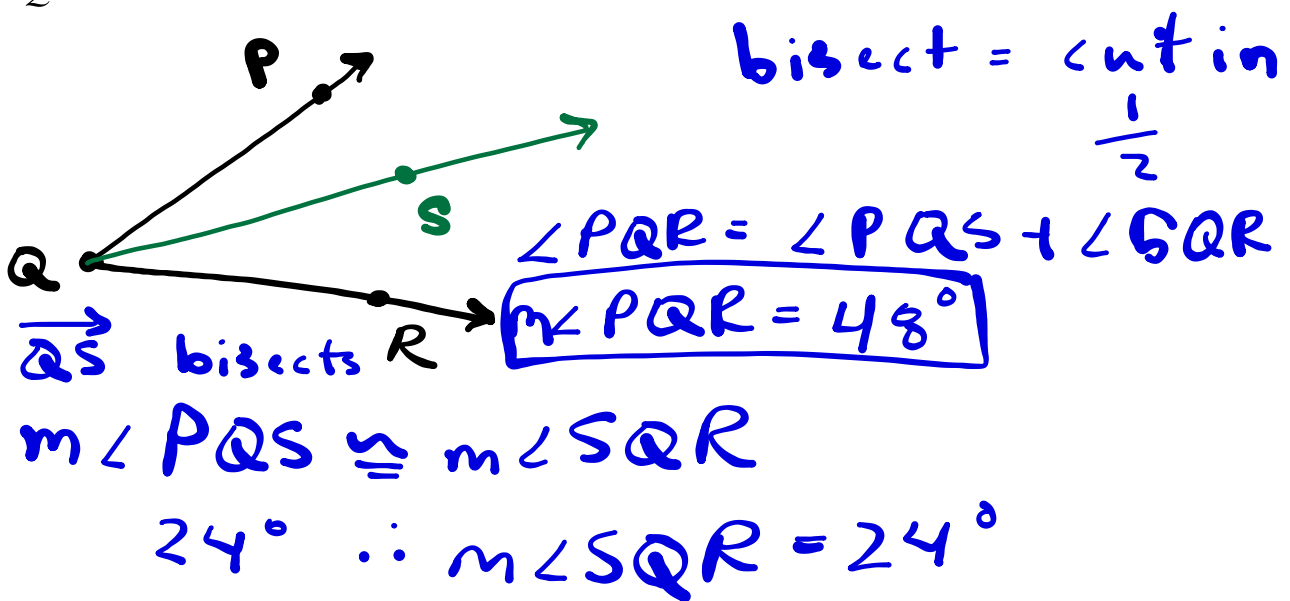 P
bisect = cut in
1/2
S
∠PQR = ∠PQS + ∠SQR
Q
m∠PQR = 48°
R
QS bisects
m∠PQS ≅ m∠SQR
24° ∴ m∠SQR = 24°